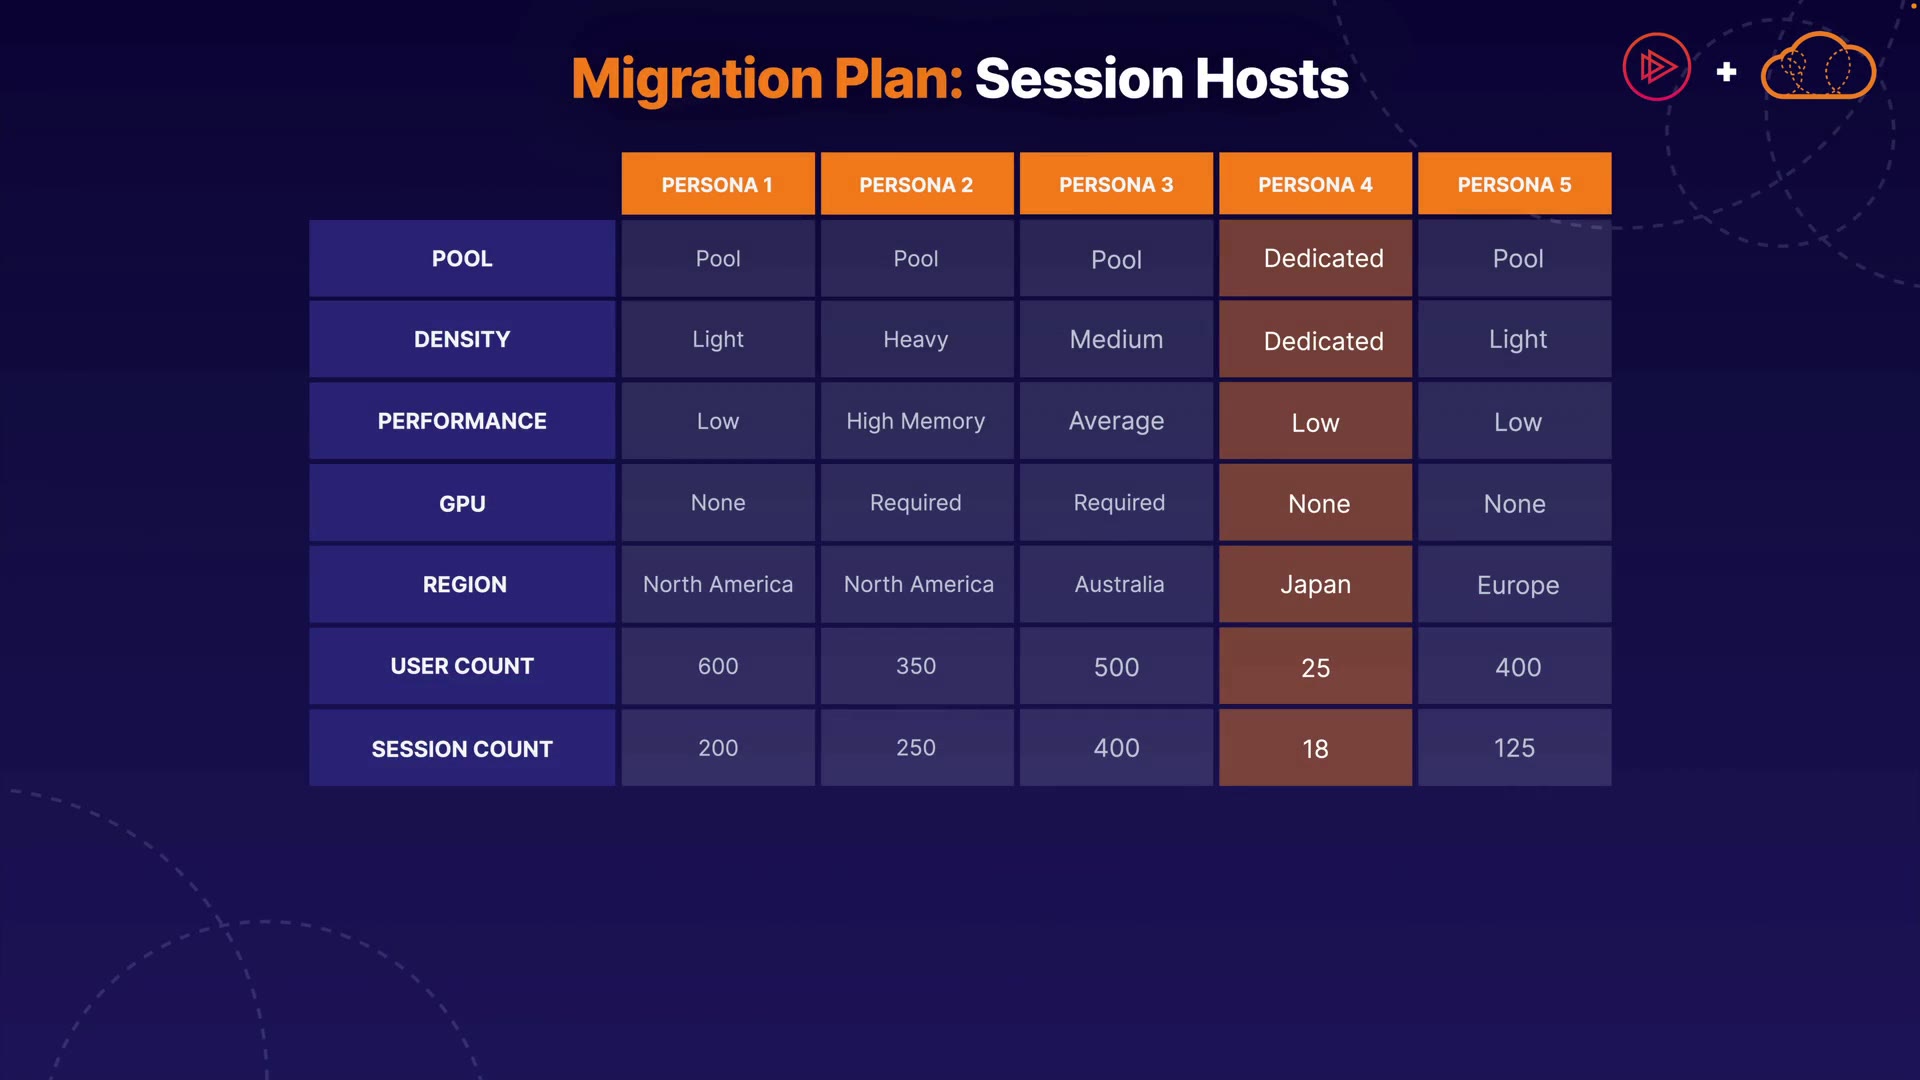 Migration Plan: Session Hosts
PERSONA 1 PERSONA 2 PERSONA 3 PERSONA 4 PERSONA 5
POOL Pool Pool Pool Dedicated Pool
DENSITY Light Heavy Medium Dedicated Light
PERFORMANCE Low High Memory Average Low Low
GPU None Required Required None None
REGION North America North America Australia Japan Europe
USER COUNT 600 350 500 25 400
SESSION COUNT 200 250 400 18 125